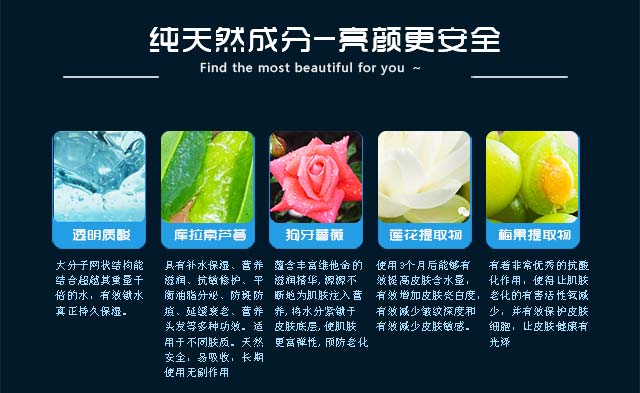 纯天然成分-亮颜更安全
Find the most beautiful for you ~
透明质酸
库拉索芦荟
狗牙蔷薇
莲花提取物
梅果提取物
大分子网状结构能
结合超越其重量千
倍的水，有效锁水
真正持久保湿。
具有补水保湿、营养
滋润、抗敏修护、平
衡油脂分泌、防斑防
痘、延缓衰老、营养
头发等多种功效。适
用于不同肤质。天然
安全，易吸收，长期
使用无副作用
蕴含丰富维他命的
滋润精华，源源不
断地为肌肤注入营
养，将水分紧锁于
皮肤底层，使肌肤
更富弹性，预防老化
使用3个月后能够有
效提高皮肤含水量，
有效增加皮肤亮白度，
有效减少皱纹深度和
有效减少皮肤敏感。
有着非常优秀的抗酸
化作用，使得让肌肤
老化的有害活性氧减
少，并有效保护皮肤
细胞，让皮肤健康有
光泽